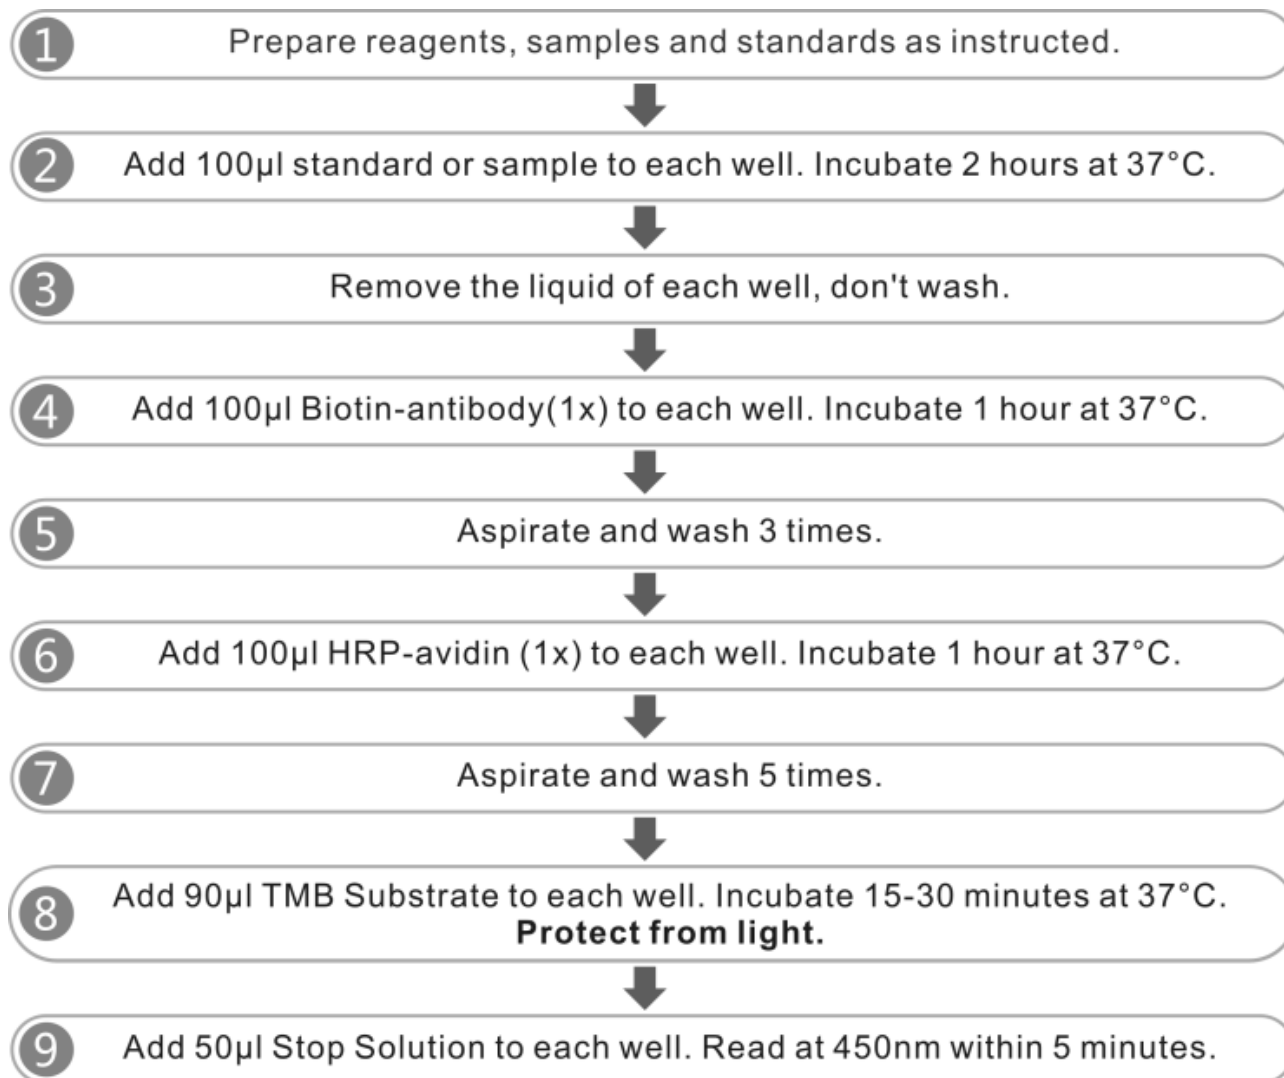 1 Prepare reagents, samples and standards as instructed.
2 Add 100µl standard or sample to each well. Incubate 2 hours at 37°C.
3 Remove the liquid of each well, don't wash.
4 Add 100µl Biotin-antibody(1x) to each well. Incubate 1 hour at 37°C.
5 Aspirate and wash 3 times.
6 Add 100µl HRP-avidin (1x) to each well. Incubate 1 hour at 37°C.
7 Aspirate and wash 5 times.
8 Add 90µl TMB Substrate to each well. Incubate 15-30 minutes at 37°C.
Protect from light.
9 Add 50µl Stop Solution to each well. Read at 450nm within 5 minutes.